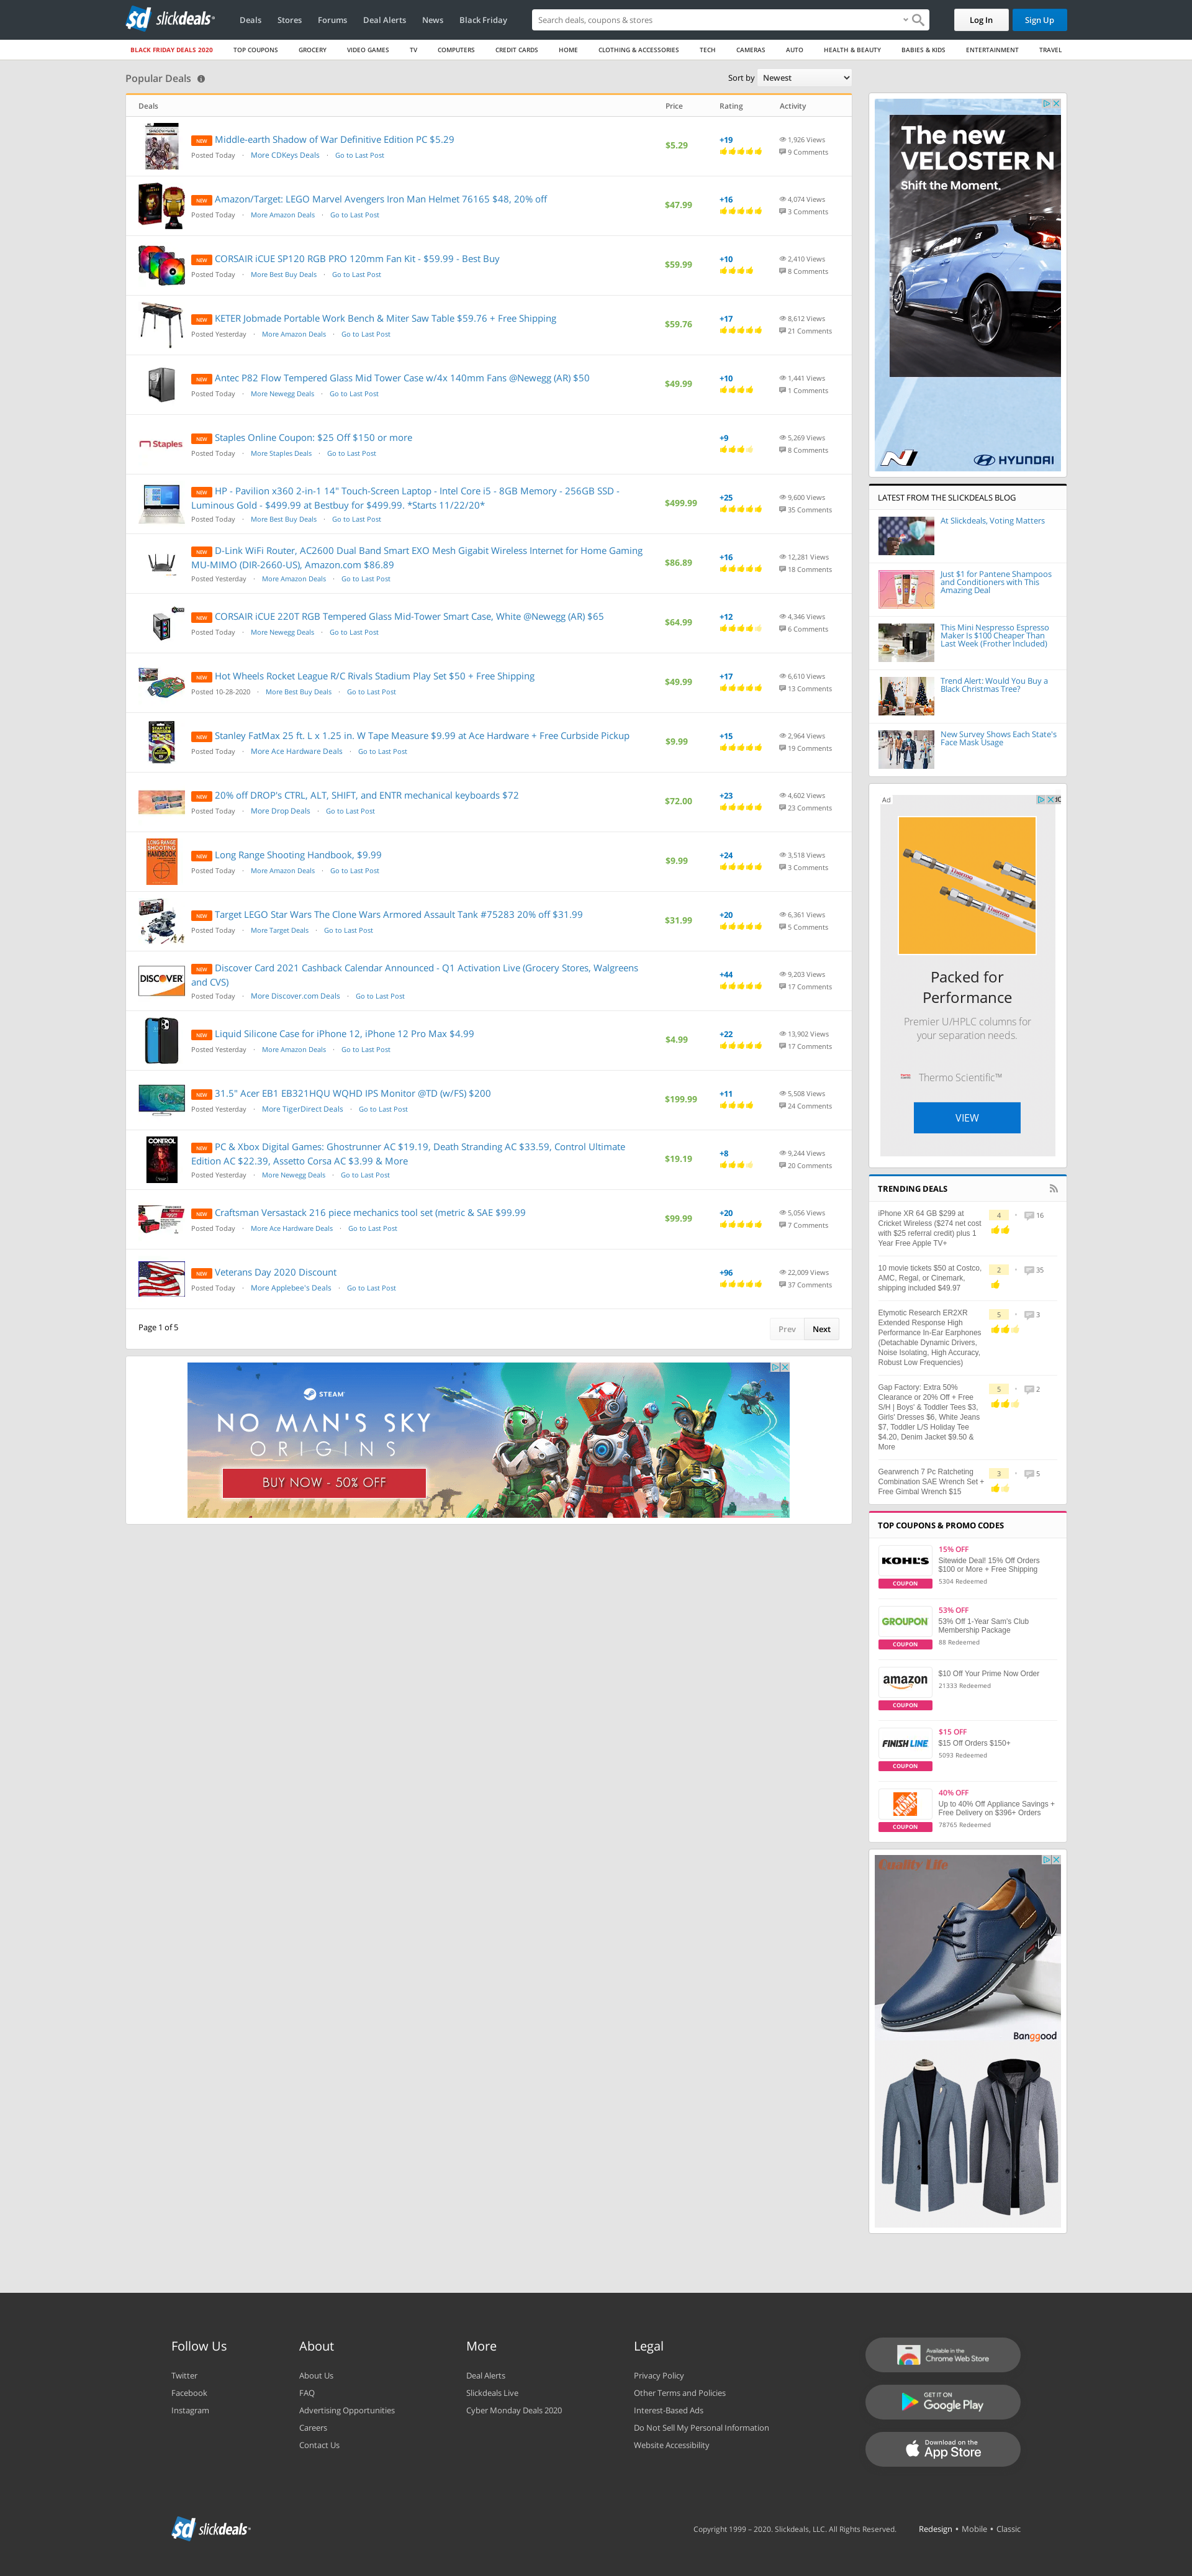 slickdeals
Deals Stores Forums Deal Alerts News Black Friday
Search deals, coupons & stores
Log In
Sign Up
BLACK FRIDAY DEALS 2020 TOP COUPONS GROCERY VIDEO GAMES TV COMPUTERS CREDIT CARDS HOME CLOTHING & ACCESSORIES TECH CAMERAS AUTO HEALTH & BEAUTY BABIES & KIDS ENTERTAINMENT TRAVEL
Popular Deals
Sort by Newest
Deals Price Rating Activity
NEW Middle-earth Shadow of War Definitive Edition PC $5.29
Posted Today · More CDKeys Deals · Go to Last Post
$5.29
+19
1,926 Views
9 Comments
NEW Amazon/Target: LEGO Marvel Avengers Iron Man Helmet 76165 $48, 20% off
Posted Today · More Amazon Deals · Go to Last Post
$47.99
+16
4,074 Views
3 Comments
NEW CORSAIR iCUE SP120 RGB PRO 120mm Fan Kit - $59.99 - Best Buy
Posted Today · More Best Buy Deals · Go to Last Post
$59.99
+10
2,410 Views
8 Comments
NEW KETER Jobmade Portable Work Bench & Miter Saw Table $59.76 + Free Shipping
Posted Yesterday · More Amazon Deals · Go to Last Post
$59.76
+17
8,612 Views
21 Comments
NEW Antec P82 Flow Tempered Glass Mid Tower Case w/4x 140mm Fans @Newegg (AR) $50
Posted Today · More Newegg Deals · Go to Last Post
$49.99
+10
1,441 Views
1 Comments
Staples
NEW Staples Online Coupon: $25 Off $150 or more
Posted Today · More Staples Deals · Go to Last Post
+9
5,269 Views
8 Comments
NEW HP - Pavilion x360 2-in-1 14" Touch-Screen Laptop - Intel Core i5 - 8GB Memory - 256GB SSD -
Luminous Gold - $499.99 at Bestbuy for $499.99. *Starts 11/22/20*
Posted Today · More Best Buy Deals · Go to Last Post
$499.99
+25
9,600 Views
35 Comments
NEW D-Link WiFi Router, AC2600 Dual Band Smart EXO Mesh Gigabit Wireless Internet for Home Gaming
MU-MIMO (DIR-2660-US), Amazon.com $86.89
Posted Yesterday · More Amazon Deals · Go to Last Post
$86.89
+16
12,281 Views
18 Comments
NEW CORSAIR iCUE 220T RGB Tempered Glass Mid-Tower Smart Case, White @Newegg (AR) $65
Posted Today · More Newegg Deals · Go to Last Post
$64.99
+12
4,346 Views
6 Comments
NEW Hot Wheels Rocket League R/C Rivals Stadium Play Set $50 + Free Shipping
Posted 10-28-2020 · More Best Buy Deals · Go to Last Post
$49.99
+17
6,610 Views
13 Comments
NEW Stanley FatMax 25 ft. L x 1.25 in. W Tape Measure $9.99 at Ace Hardware + Free Curbside Pickup
Posted Today · More Ace Hardware Deals · Go to Last Post
$9.99
+15
2,964 Views
19 Comments
NEW 20% off DROP's CTRL, ALT, SHIFT, and ENTR mechanical keyboards $72
Posted Today · More Drop Deals · Go to Last Post
$72.00
+23
4,602 Views
23 Comments
LONG RANGE
SHOOTING
HANDBOOK
NEW Long Range Shooting Handbook, $9.99
Posted Today · More Amazon Deals · Go to Last Post
$9.99
+24
3,518 Views
3 Comments
NEW Target LEGO Star Wars The Clone Wars Armored Assault Tank #75283 20% off $31.99
Posted Today · More Target Deals · Go to Last Post
$31.99
+20
6,361 Views
5 Comments
DISCOVER
NEW Discover Card 2021 Cashback Calendar Announced - Q1 Activation Live (Grocery Stores, Walgreens
and CVS)
Posted Today · More Discover.com Deals · Go to Last Post
+44
9,203 Views
17 Comments
NEW Liquid Silicone Case for iPhone 12, iPhone 12 Pro Max $4.99
Posted Yesterday · More Amazon Deals · Go to Last Post
$4.99
+22
13,902 Views
17 Comments
NEW 31.5" Acer EB1 EB321HQU WQHD IPS Monitor @TD (w/FS) $200
Posted Yesterday · More TigerDirect Deals · Go to Last Post
$199.99
+11
5,508 Views
24 Comments
CONTROL
NEW PC & Xbox Digital Games: Ghostrunner AC $19.19, Death Stranding AC $33.59, Control Ultimate
Edition AC $22.39, Assetto Corsa AC $3.99 & More
Posted Yesterday · More Newegg Deals · Go to Last Post
$19.19
+8
9,244 Views
20 Comments
NEW Craftsman Versastack 216 piece mechanics tool set (metric & SAE $99.99
Posted Today · More Ace Hardware Deals · Go to Last Post
$99.99
+20
5,056 Views
7 Comments
NEW Veterans Day 2020 Discount
Posted Today · More Applebee's Deals · Go to Last Post
+96
22,009 Views
37 Comments
Page 1 of 5
Prev Next
STEAM
NO MAN'S SKY
ORIGINS
BUY NOW - 50% OFF
The new
VELOSTER N
Shift the Moment.
N
HYUNDAI
LATEST FROM THE SLICKDEALS BLOG
At Slickdeals, Voting Matters
Just $1 for Pantene Shampoos
and Conditioners with This
Amazing Deal
This Mini Nespresso Espresso
Maker Is $100 Cheaper Than
Last Week (Frother Included)
Trend Alert: Would You Buy a
Black Christmas Tree?
New Survey Shows Each State's
Face Mask Usage
Ad
Packed for
Performance
Premier U/HPLC columns for
your separation needs.
Thermo Scientific™
VIEW
TRENDING DEALS
iPhone XR 64 GB $299 at
Cricket Wireless ($274 net cost
with $25 referral credit) plus 1
Year Free Apple TV+
4 · 16
10 movie tickets $50 at Costco,
AMC, Regal, or Cinemark,
shipping included $49.97
2 · 35
Etymotic Research ER2XR
Extended Response High
Performance In-Ear Earphones
(Detachable Dynamic Drivers,
Noise Isolating, High Accuracy,
Robust Low Frequencies)
5 · 3
Gap Factory: Extra 50%
Clearance or 20% Off + Free
S/H | Boys' & Toddler Tees $3,
Girls' Dresses $6, White Jeans
$7, Toddler L/S Holiday Tee
$4.20, Denim Jacket $9.50 &
More
5 · 2
Gearwrench 7 Pc Ratcheting
Combination SAE Wrench Set +
Free Gimbal Wrench $15
3 · 5
TOP COUPONS & PROMO CODES
KOHL'S
COUPON
15% OFF
Sitewide Deal! 15% Off Orders
$100 or More + Free Shipping
5304 Redeemed
GROUPON
COUPON
53% OFF
53% Off 1-Year Sam's Club
Membership Package
88 Redeemed
amazon
COUPON
$10 Off Your Prime Now Order
21333 Redeemed
FINISH LINE
COUPON
$15 OFF
$15 Off Orders $150+
5093 Redeemed
COUPON
40% OFF
Up to 40% Off Appliance Savings +
Free Delivery on $396+ Orders
78765 Redeemed
Quality Life
Banggood
Follow Us
Twitter
Facebook
Instagram
About
About Us
FAQ
Advertising Opportunities
Careers
Contact Us
More
Deal Alerts
Slickdeals Live
Cyber Monday Deals 2020
Legal
Privacy Policy
Other Terms and Policies
Interest-Based Ads
Do Not Sell My Personal Information
Website Accessibility
Available in the
Chrome Web Store
GET IT ON
Google Play
Download on the
App Store
slickdeals
Copyright 1999 – 2020. Slickdeals, LLC. All Rights Reserved.
Redesign • Mobile • Classic